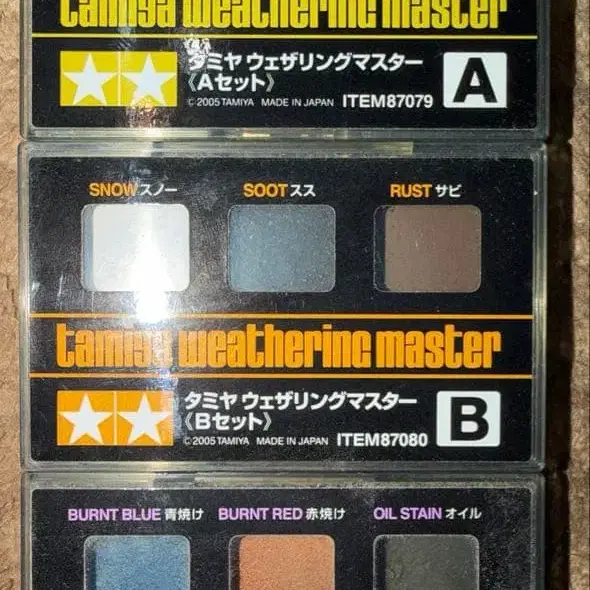 tamiya weathering master
タミヤ ウェザリングマスター
《Aセット》
© 2005 TAMIYA MADE IN JAPAN ITEM87079
A
SNOW スノー SOOT スス RUST サビ
tamiya weathering master
タミヤ ウェザリングマスター
《Bセット》
© 2005 TAMIYA MADE IN JAPAN ITEM87080
B
BURNT BLUE 青焼け BURNT RED 赤焼け OIL STAIN オイル